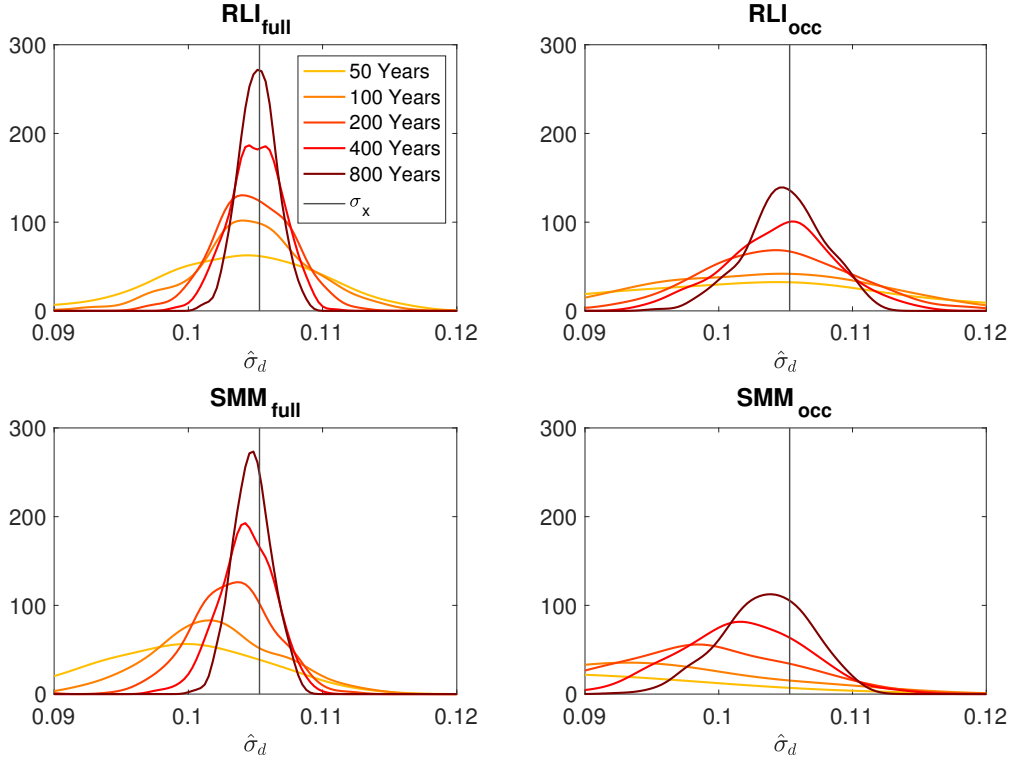 RLI_full
300
200
100
0
0.09 0.1 0.11 0.12
σ̂_d
50 Years
100 Years
200 Years
400 Years
800 Years
σ_x
RLI_occ
300
200
100
0
0.09 0.1 0.11 0.12
σ̂_d
SMM_full
300
200
100
0
0.09 0.1 0.11 0.12
σ̂_d
SMM_occ
300
200
100
0
0.09 0.1 0.11 0.12
σ̂_d